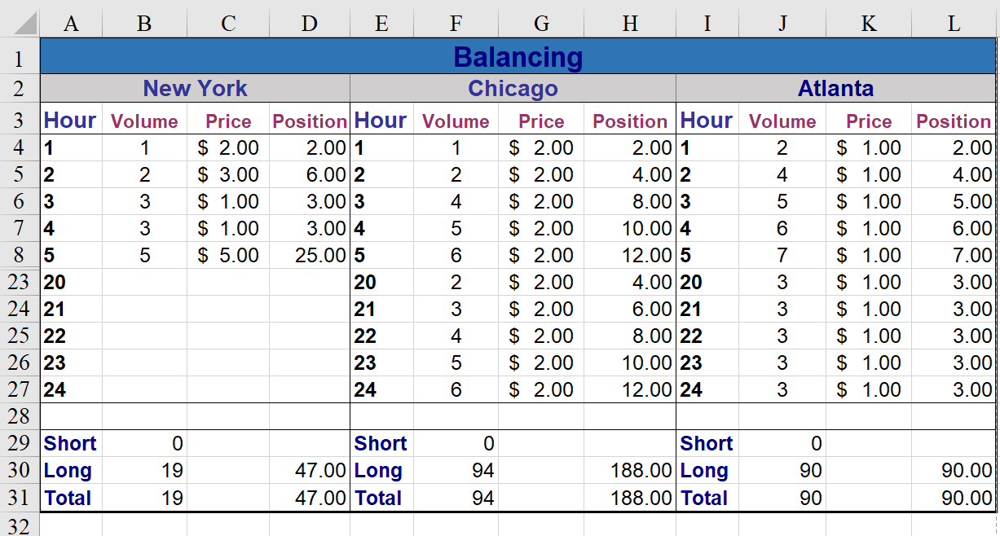 A B C D E F G H I J K L
1 Balancing
2 New York Chicago Atlanta
3 Hour Volume Price Position Hour Volume Price Position Hour Volume Price Position
4 1 1 $ 2.00 2.00 1 1 $ 2.00 2.00 1 2 $ 1.00 2.00
5 2 2 $ 3.00 6.00 2 2 $ 2.00 4.00 2 4 $ 1.00 4.00
6 3 3 $ 1.00 3.00 3 4 $ 2.00 8.00 3 5 $ 1.00 5.00
7 4 3 $ 1.00 3.00 4 5 $ 2.00 10.00 4 6 $ 1.00 6.00
8 5 5 $ 5.00 25.00 5 6 $ 2.00 12.00 5 7 $ 1.00 7.00
23 20 20 2 $ 2.00 4.00 20 3 $ 1.00 3.00
24 21 21 3 $ 2.00 6.00 21 3 $ 1.00 3.00
25 22 22 4 $ 2.00 8.00 22 3 $ 1.00 3.00
26 23 23 5 $ 2.00 10.00 23 3 $ 1.00 3.00
27 24 24 6 $ 2.00 12.00 24 3 $ 1.00 3.00
28
29 Short 0 Short 0 Short 0
30 Long 19 47.00 Long 94 188.00 Long 90 90.00
31 Total 19 47.00 Total 94 188.00 Total 90 90.00
32